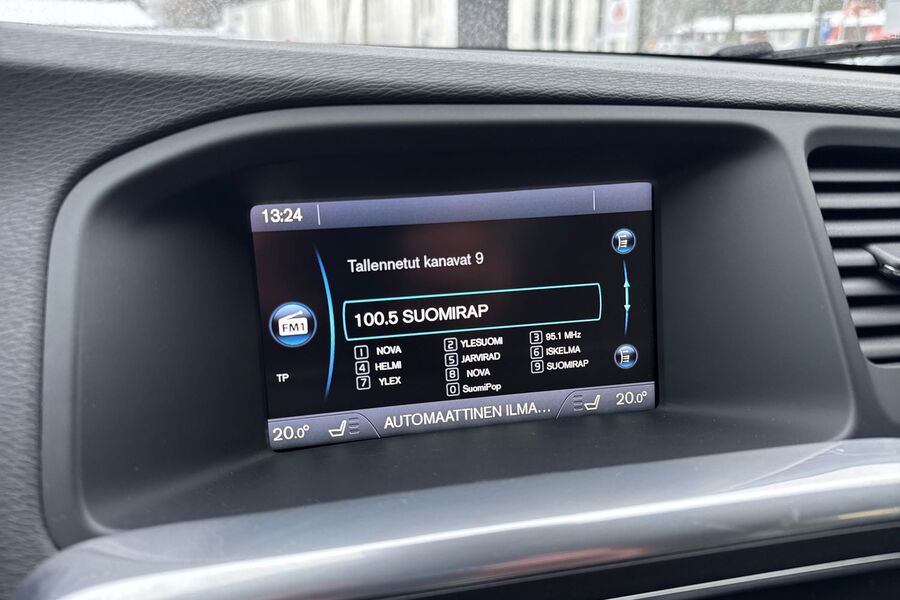 13:24
Tallennetut kanavat 9
FM1
100.5 SUOMIRAP
1 NOVA 2 YLESUOMI 3 95.1 MHz
4 HELMI 5 JARVIRAD 6 ISKELMA
7 YLEX 8 NOVA 9 SUOMIRAP
0 SuomiPop
TP
20.0° AUTOMAATTINEN ILMA... 20.0°